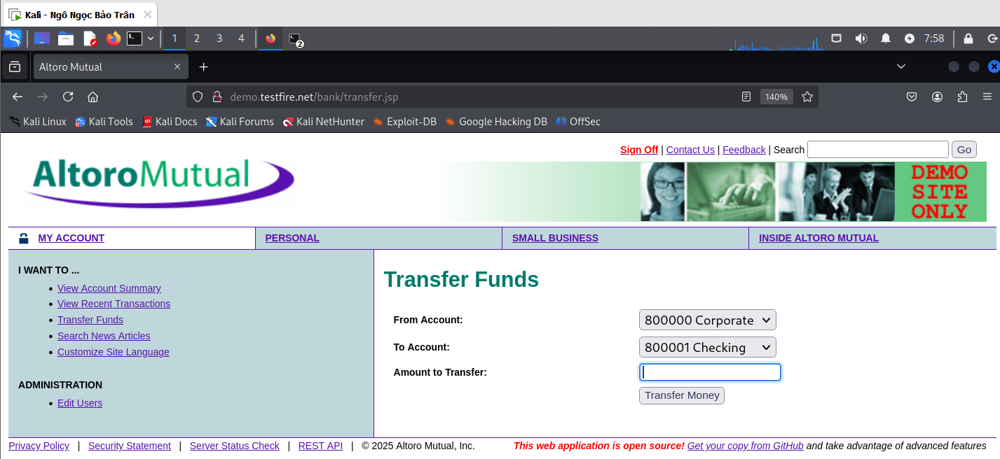 Kali - Ngô Ngọc Bảo Trân
1 2 3 4 2 7:58
Altoro Mutual
demo.testfire.net/bank/transfer.jsp 140%
Kali Linux Kali Tools Kali Docs Kali Forums Kali NetHunter Exploit-DB Google Hacking DB OffSec
Sign Off | Contact Us | Feedback | Search Go
AltoroMutual
DEMO
SITE
ONLY
MY ACCOUNT PERSONAL SMALL BUSINESS INSIDE ALTORO MUTUAL
I WANT TO ...
• View Account Summary
• View Recent Transactions
• Transfer Funds
• Search News Articles
• Customize Site Language
ADMINISTRATION
• Edit Users
Transfer Funds
From Account: 800000 Corporate
To Account: 800001 Checking
Amount to Transfer:
Transfer Money
Privacy Policy | Security Statement | Server Status Check | REST API | © 2025 Altoro Mutual, Inc. This web application is open source! Get your copy from GitHub and take advantage of advanced features